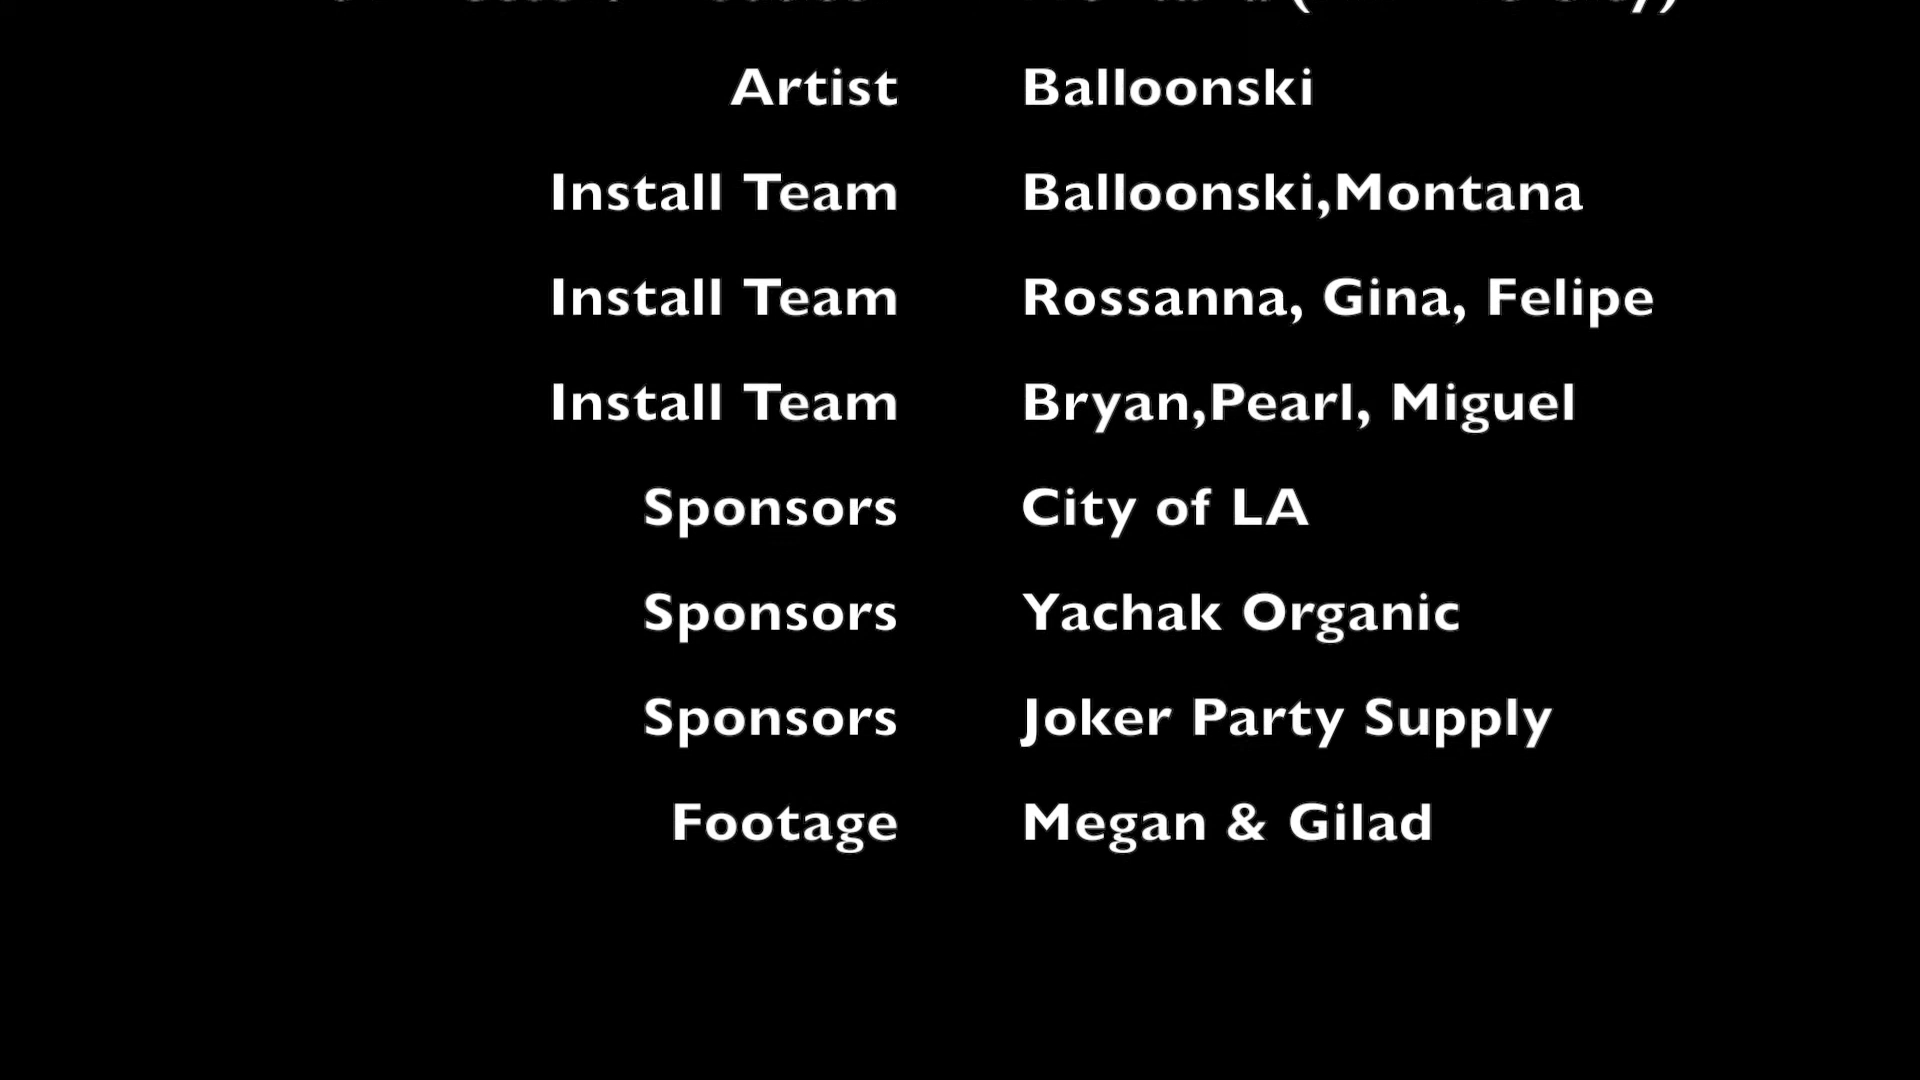 Artist Balloonski
Install Team Balloonski,Montana
Install Team Rossanna, Gina, Felipe
Install Team Bryan,Pearl, Miguel
Sponsors City of LA
Sponsors Yachak Organic
Sponsors Joker Party Supply
Footage Megan & Gilad